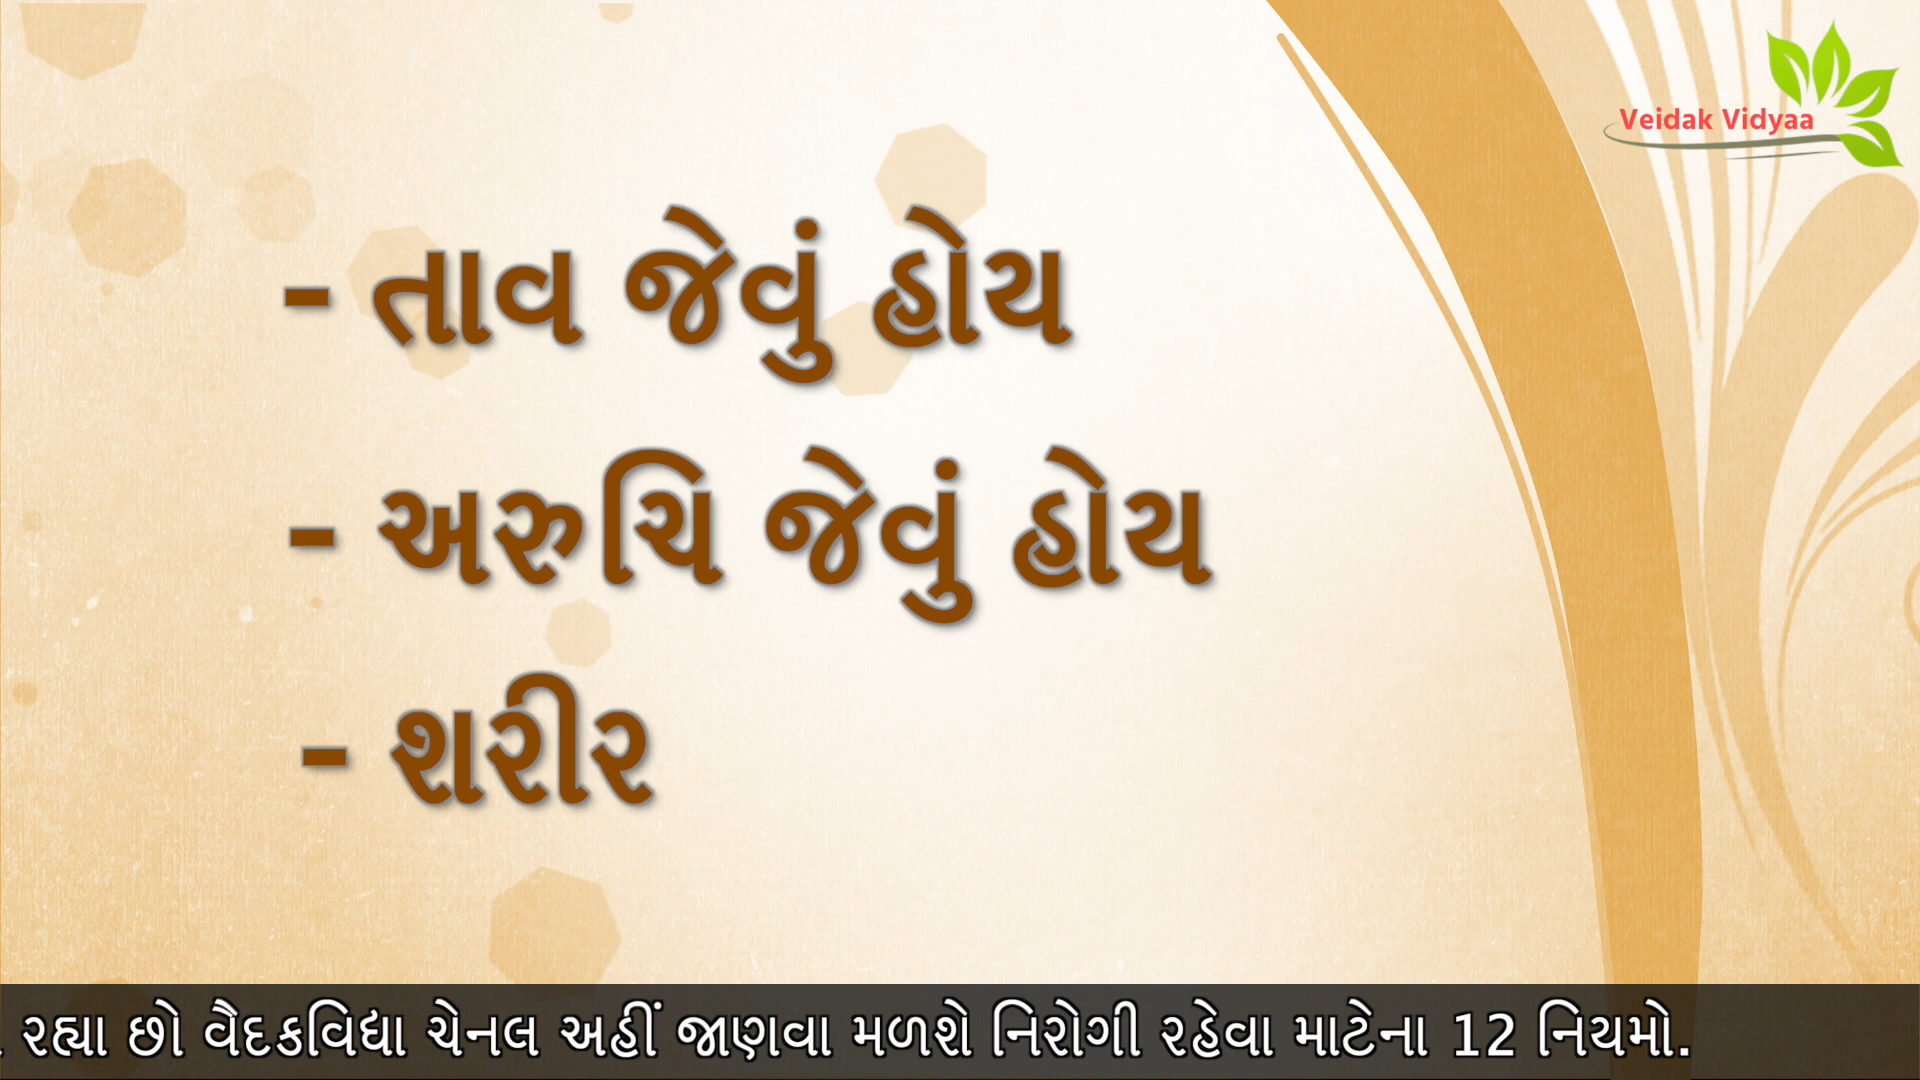 Veidak Vidyaa
- તાવ જેવું હોય
- અરુચિ જેવું હોય
- શરીર
રહ્યા છો વૈદકવિદ્યા ચેનલ અહીં જાણવા મળશે નિરોગી રહેવા માટેના 12 નિયમો.